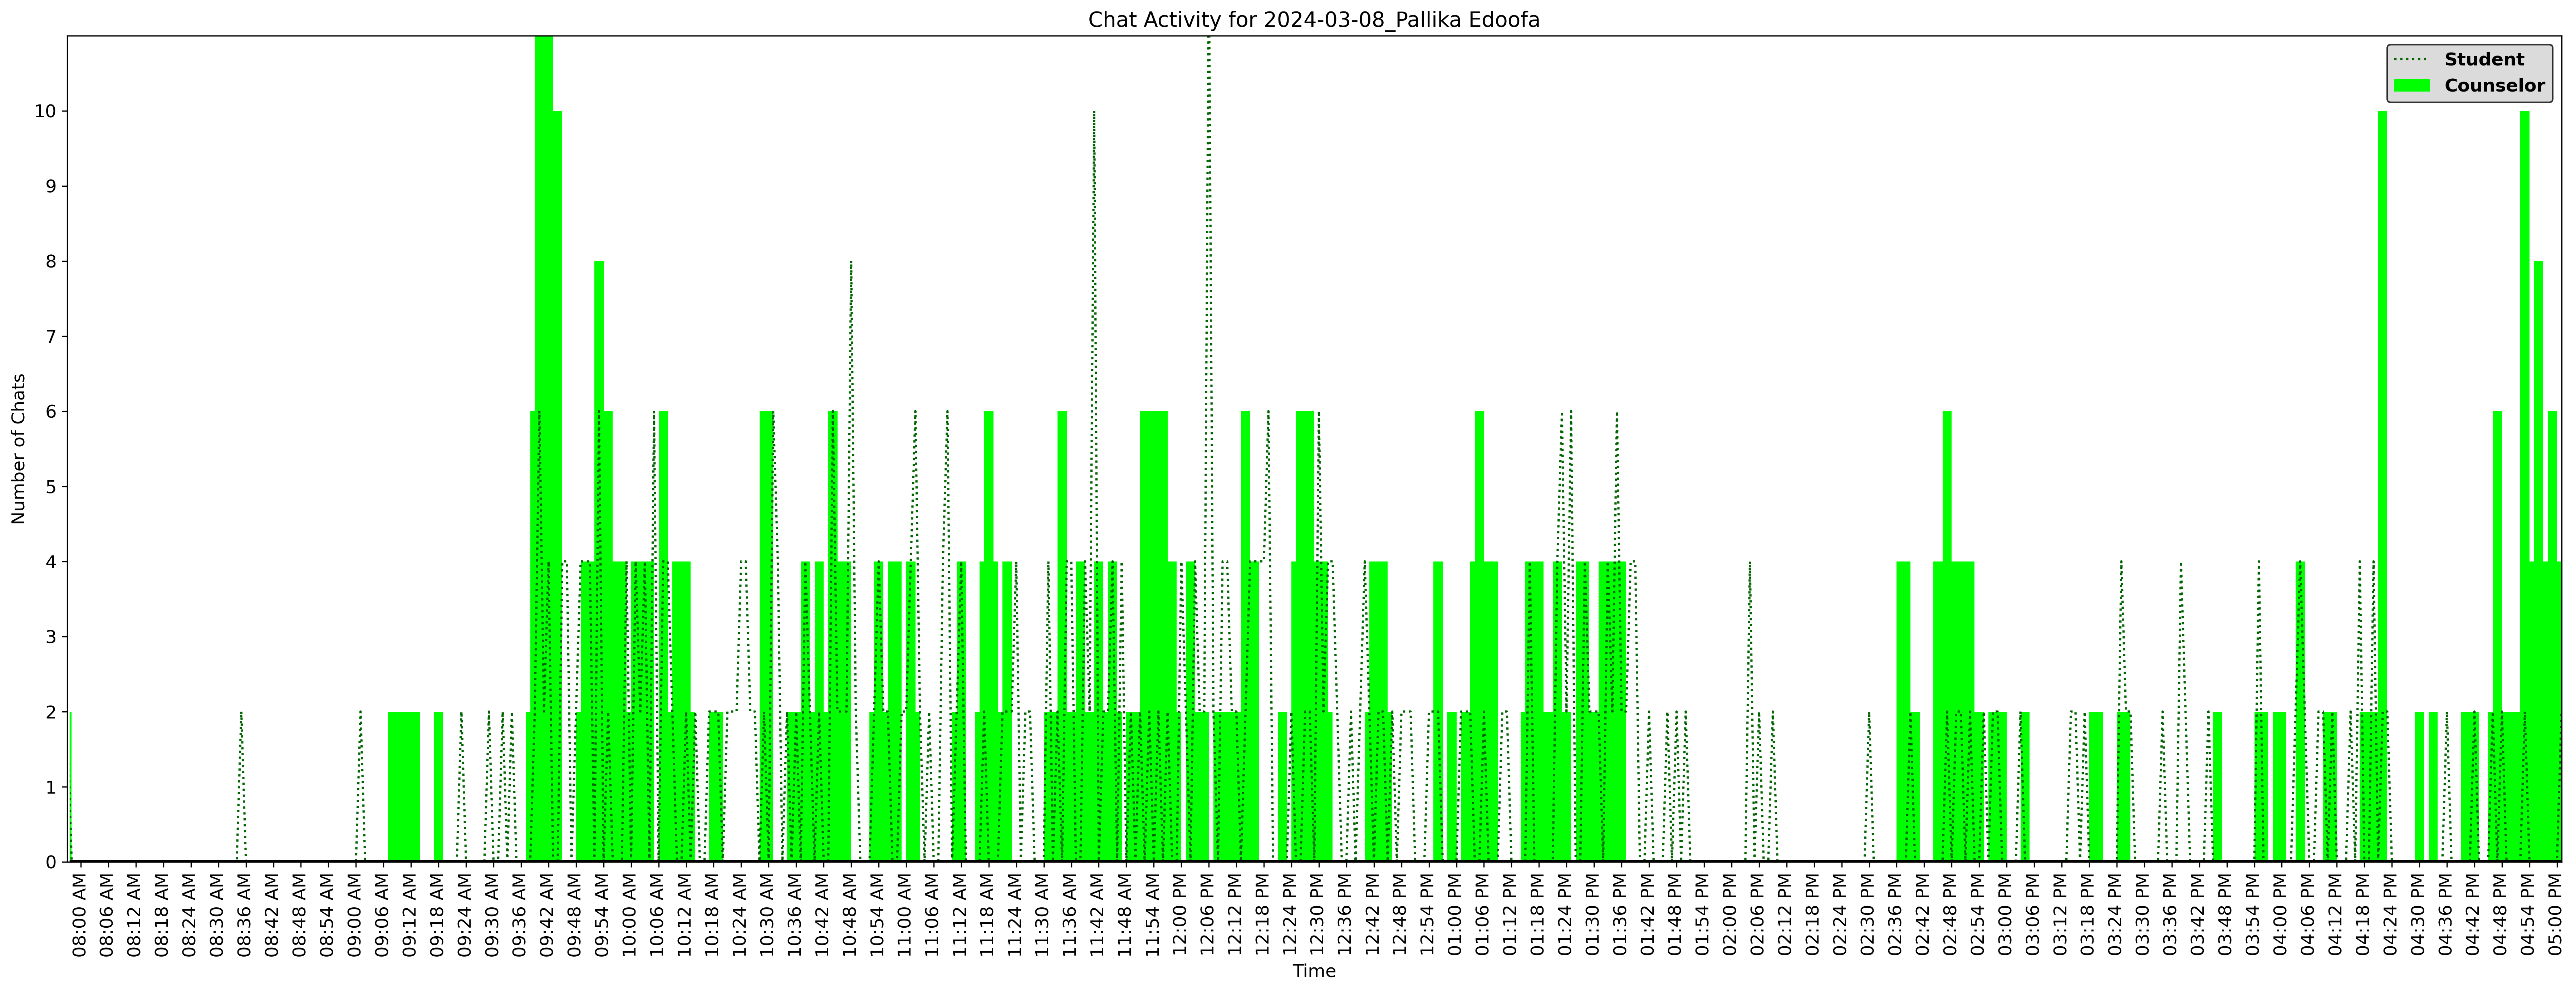 Chat Activity for 2024-03-08_Pallika Edoofa
Student
Counselor
Number of Chats
10
9
8
7
6
5
4
3
2
1
0
08:00 AM
08:06 AM
08:12 AM
08:18 AM
08:24 AM
08:30 AM
08:36 AM
08:42 AM
08:48 AM
08:54 AM
09:00 AM
09:06 AM
09:12 AM
09:18 AM
09:24 AM
09:30 AM
09:36 AM
09:42 AM
09:48 AM
09:54 AM
10:00 AM
10:06 AM
10:12 AM
10:18 AM
10:24 AM
10:30 AM
10:36 AM
10:42 AM
10:48 AM
10:54 AM
11:00 AM
11:06 AM
11:12 AM
11:18 AM
11:24 AM
11:30 AM
11:36 AM
11:42 AM
11:48 AM
11:54 AM
12:00 PM
12:06 PM
12:12 PM
12:18 PM
12:24 PM
12:30 PM
12:36 PM
12:42 PM
12:48 PM
12:54 PM
01:00 PM
01:06 PM
01:12 PM
01:18 PM
01:24 PM
01:30 PM
01:36 PM
01:42 PM
01:48 PM
01:54 PM
02:00 PM
02:06 PM
02:12 PM
02:18 PM
02:24 PM
02:30 PM
02:36 PM
02:42 PM
02:48 PM
02:54 PM
03:00 PM
03:06 PM
03:12 PM
03:18 PM
03:24 PM
03:30 PM
03:36 PM
03:42 PM
03:48 PM
03:54 PM
04:00 PM
04:06 PM
04:12 PM
04:18 PM
04:24 PM
04:30 PM
04:36 PM
04:42 PM
04:48 PM
04:54 PM
05:00 PM
Time